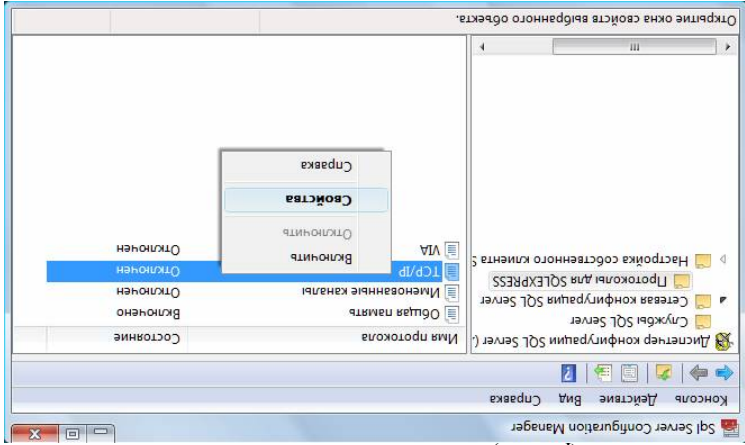 Sql Server Configuration Manager
Консоль Действие Вид Справка
Диспетчер конфигурации SQL Server (
Службы SQL Server
Сетевая конфигурация SQL Server
Протоколы для SQLEXPRESS
Настройка собственного клиента S
Имя протокола Состояние
Общая память Включено
Именованные каналы Отключен
TCP/IP Отключен
VIA Отключен
Включить
Отключить
Свойства
Справка
Открытие окна свойств выбранного объекта.